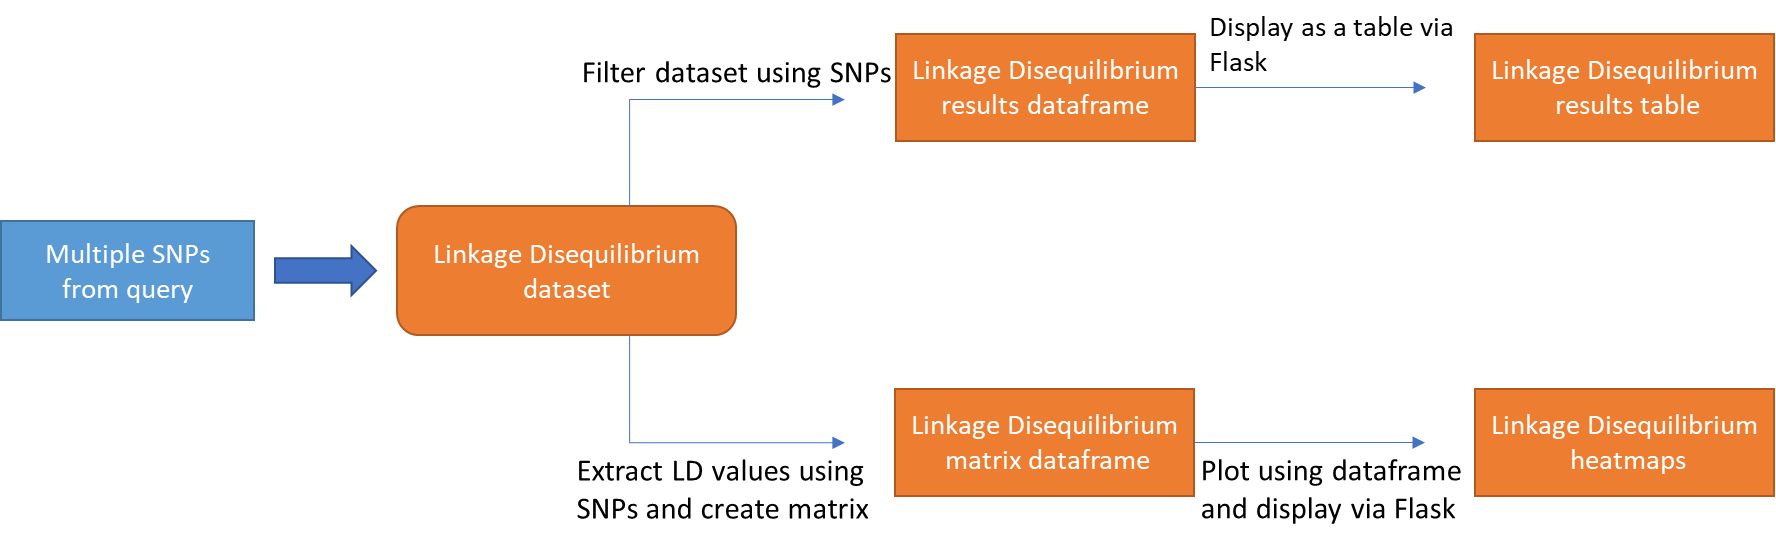 Display as a table via
Flask
Filter dataset using SNPs
Linkage Disequilibrium
results dataframe
Linkage Disequilibrium
results table
Multiple SNPs
from query
Linkage Disequilibrium
dataset
Linkage Disequilibrium
matrix dataframe
Linkage Disequilibrium
heatmaps
Extract LD values using
SNPs and create matrix
Plot using dataframe
and display via Flask